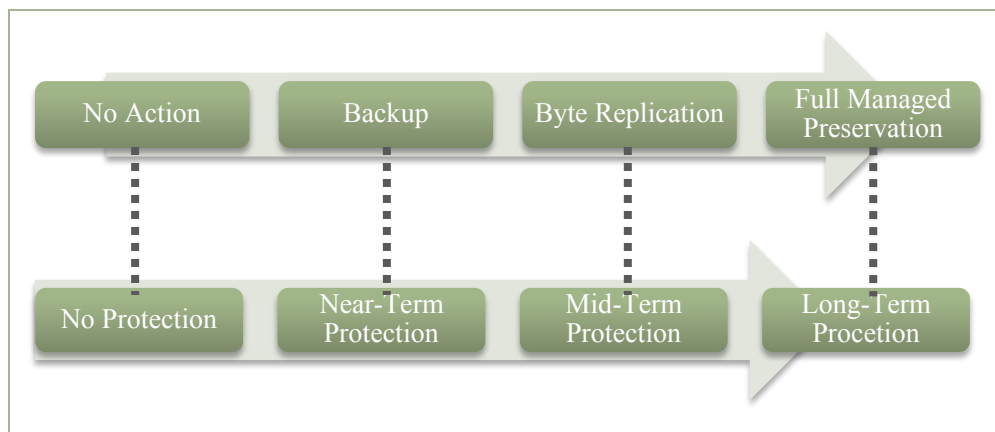 No Action
Backup
Byte Replication
Full Managed
Preservation
No Protection
Near-Term
Protection
Mid-Term
Protection
Long-Term
Procetion